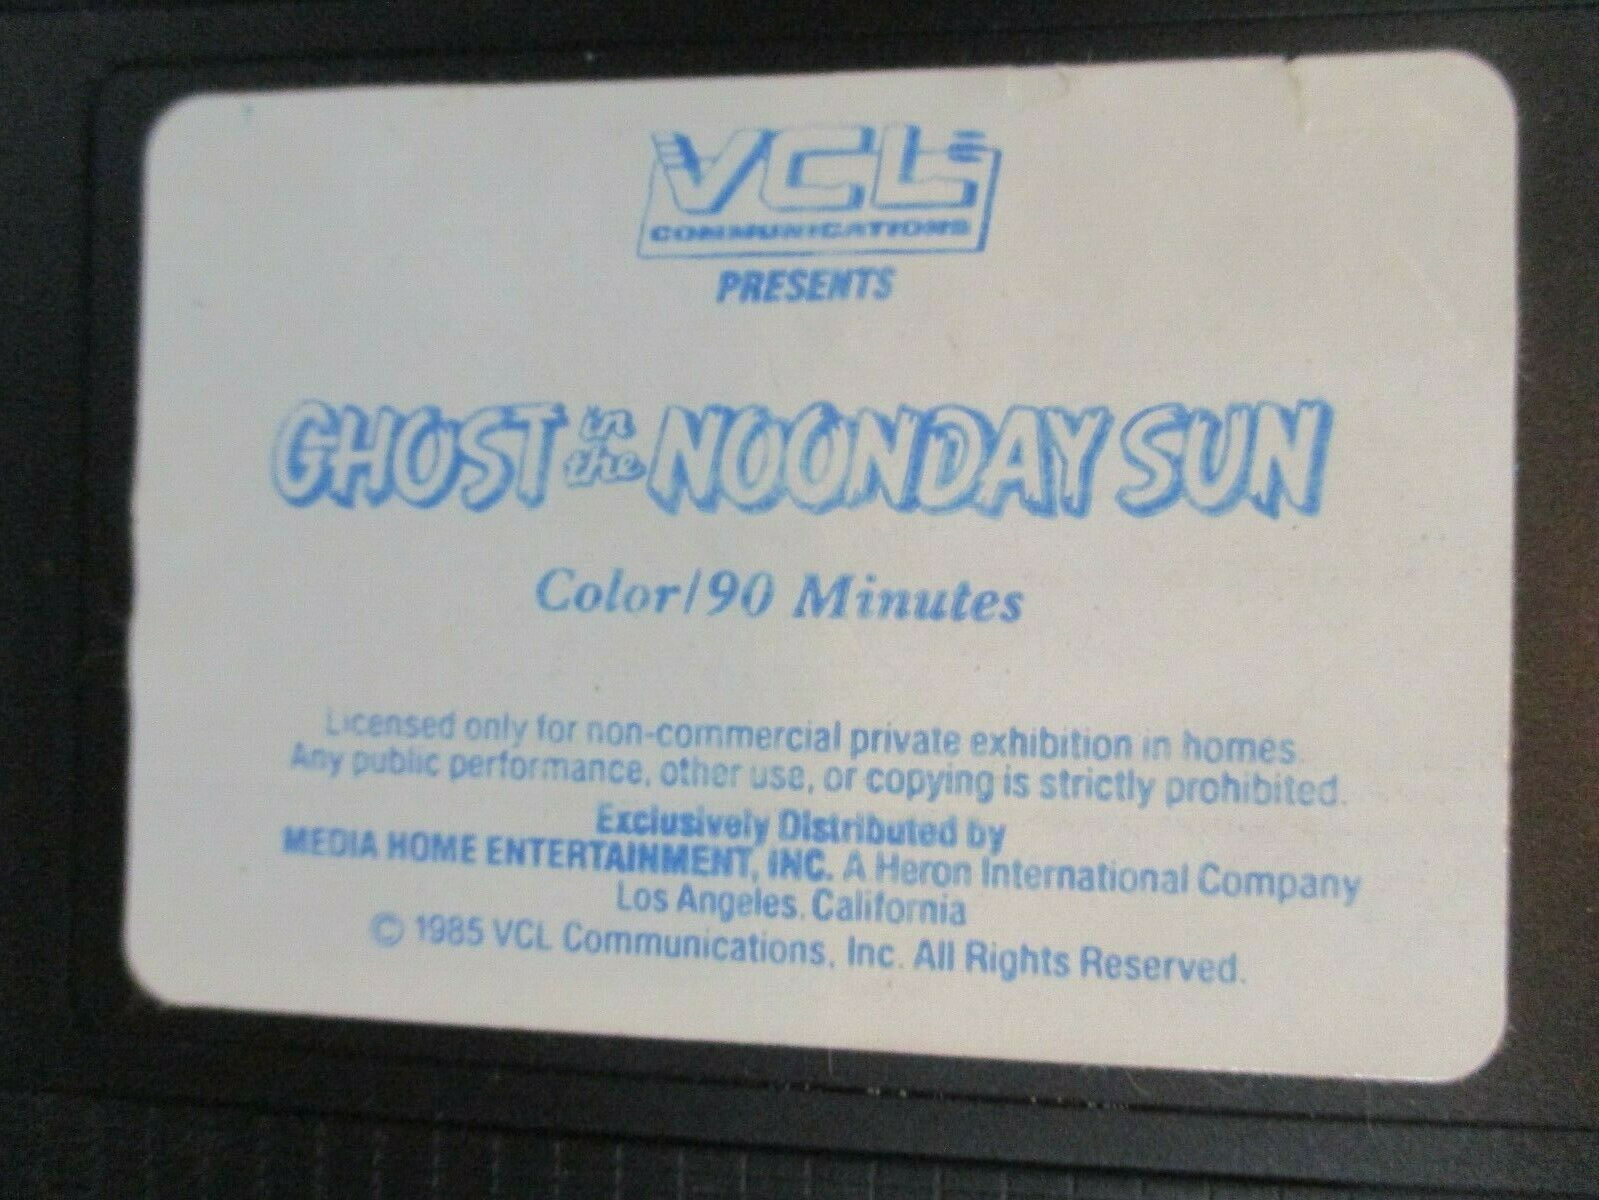 VCL
COMMUNICATIONS
PRESENTS
GHOST in the NOONDAY SUN
Color/90 Minutes
Licensed only for non-commercial private exhibition in homes.
Any public performance, other use, or copying is strictly prohibited.
Exclusively Distributed by
MEDIA HOME ENTERTAINMENT, INC. A Heron International Company
Los Angeles, California
© 1985 VCL Communications, Inc. All Rights Reserved.